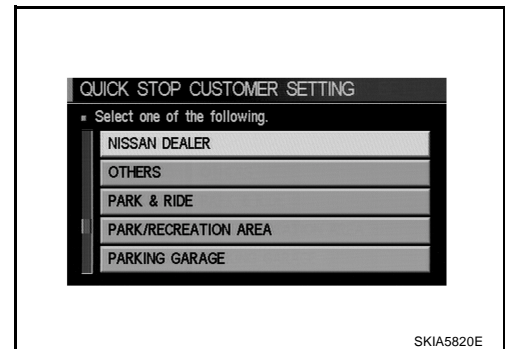 QUICK STOP CUSTOMER SETTING
Select one of the following.
NISSAN DEALER
OTHERS
PARK & RIDE
PARK/RECREATION AREA
PARKING GARAGE
SKIA5820E